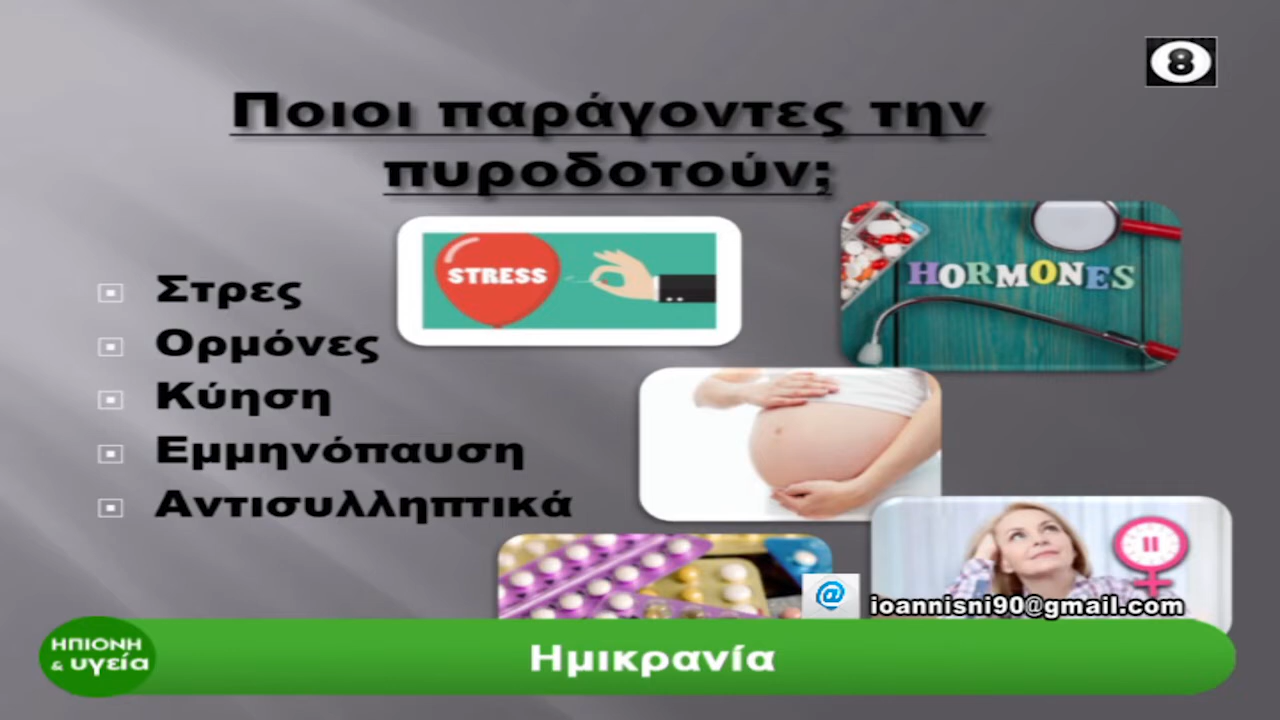 8
Ποιοι παράγοντες την
πυροδοτούν;
STRESS
HORMONES
Στρες
Ορμόνες
Κύηση
Εμμηνόπαυση
Αντισυλληπτικά
@
ioannisni90@gmail.com
ΗΠΙΟΝΗ
& υγεία
Ημικρανία